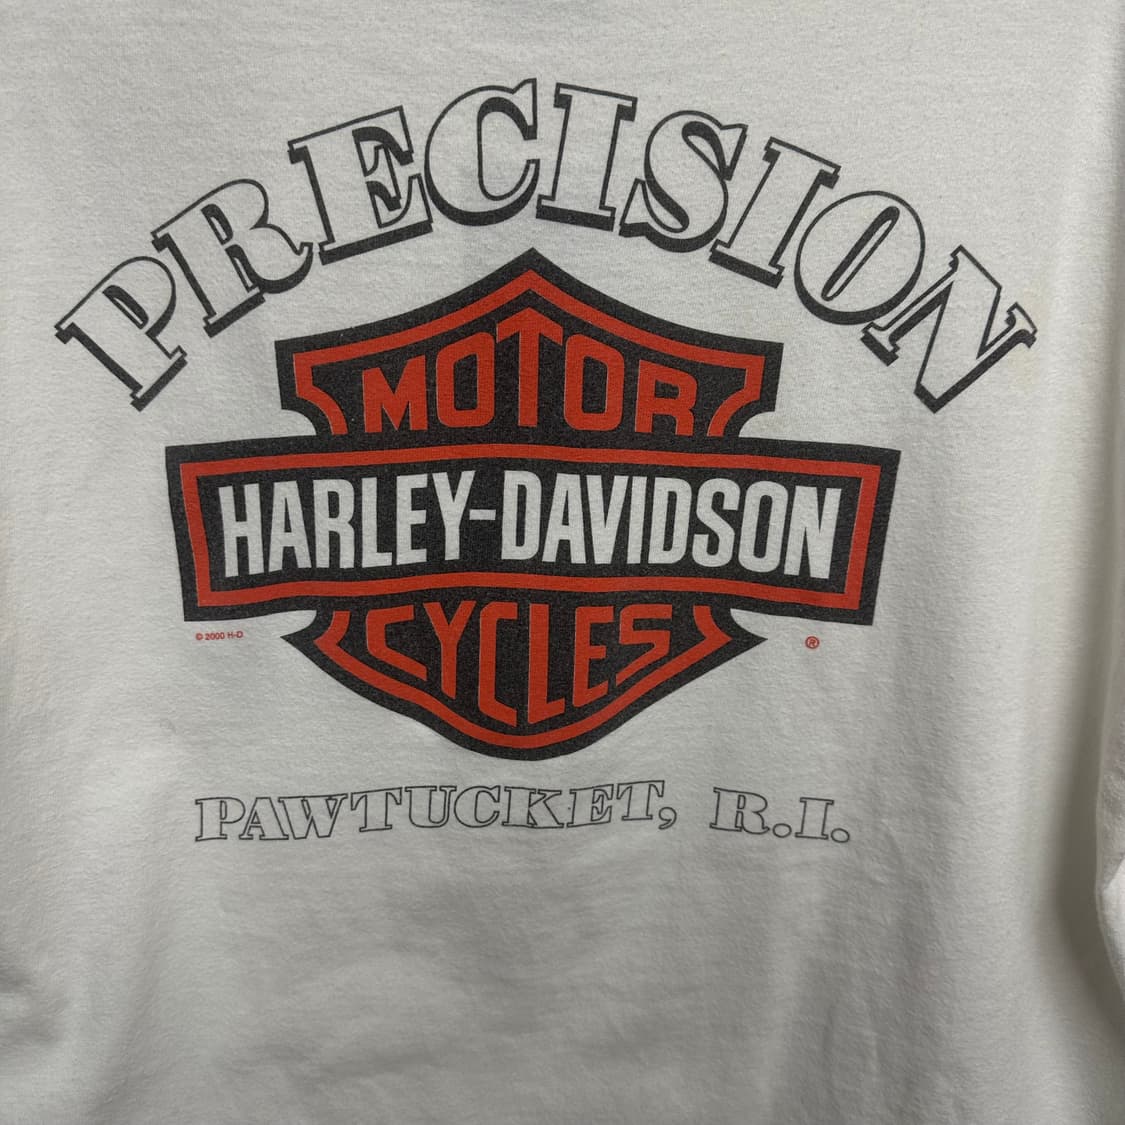 PRECISION
MOTOR
HARLEY-DAVIDSON
CYCLES
© 2000 H-D
®
PAWTUCKET, R.I.